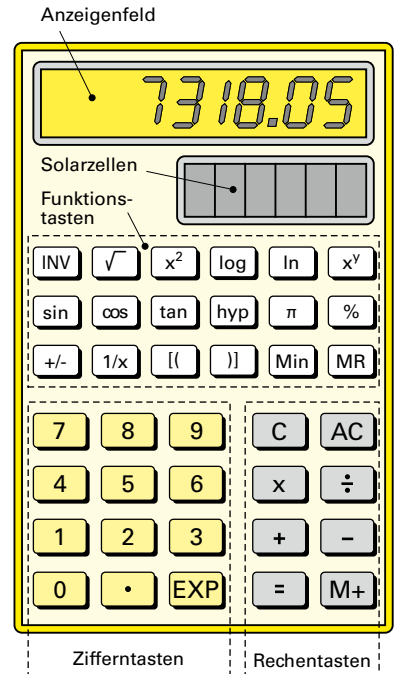 Anzeigenfeld
7318.05
Solarzellen
Funktions-
tasten
INV √ x² log ln xʸ
sin cos tan hyp π %
+/- 1/x [( )] Min MR
7 8 9 C AC
4 5 6 x ÷
1 2 3 + −
0 · EXP = M+
Zifferntasten Rechentasten